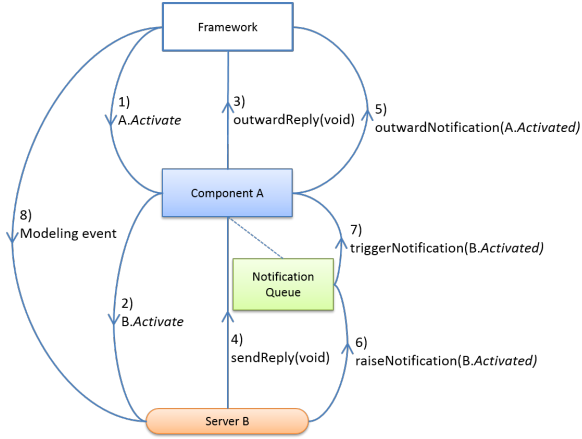 Framework
1)
A.Activate
3)
outwardReply(void)
5)
outwardNotification(A.Activated)
Component A
8)
Modeling event
7)
triggerNotification(B.Activated)
Notification
Queue
2)
B.Activate
4)
sendReply(void)
6)
raiseNotification(B.Activated)
Server B